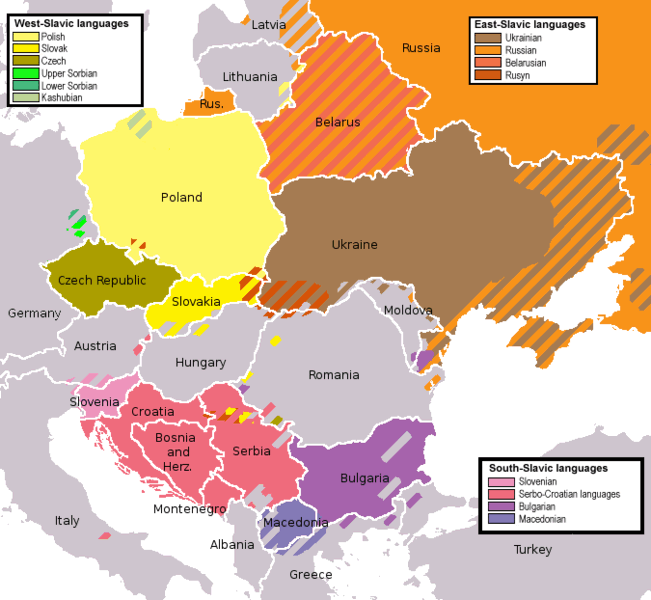 West-Slavic languages
Polish
Slovak
Czech
Upper Sorbian
Lower Sorbian
Kashubian
East-Slavic languages
Ukrainian
Russian
Belarusian
Rusyn
Latvia
Russia
Lithuania
Rus.
Belarus
Poland
Ukraine
Czech Republic
Slovakia
Germany
Moldova
Austria
Hungary
Romania
Slovenia
Croatia
Bosnia
and
Herz.
Serbia
Bulgaria
Montenegro
Italy
Macedonia
Albania
Greece
Turkey
South-Slavic languages
Slovenian
Serbo-Croatian languages
Bulgarian
Macedonian